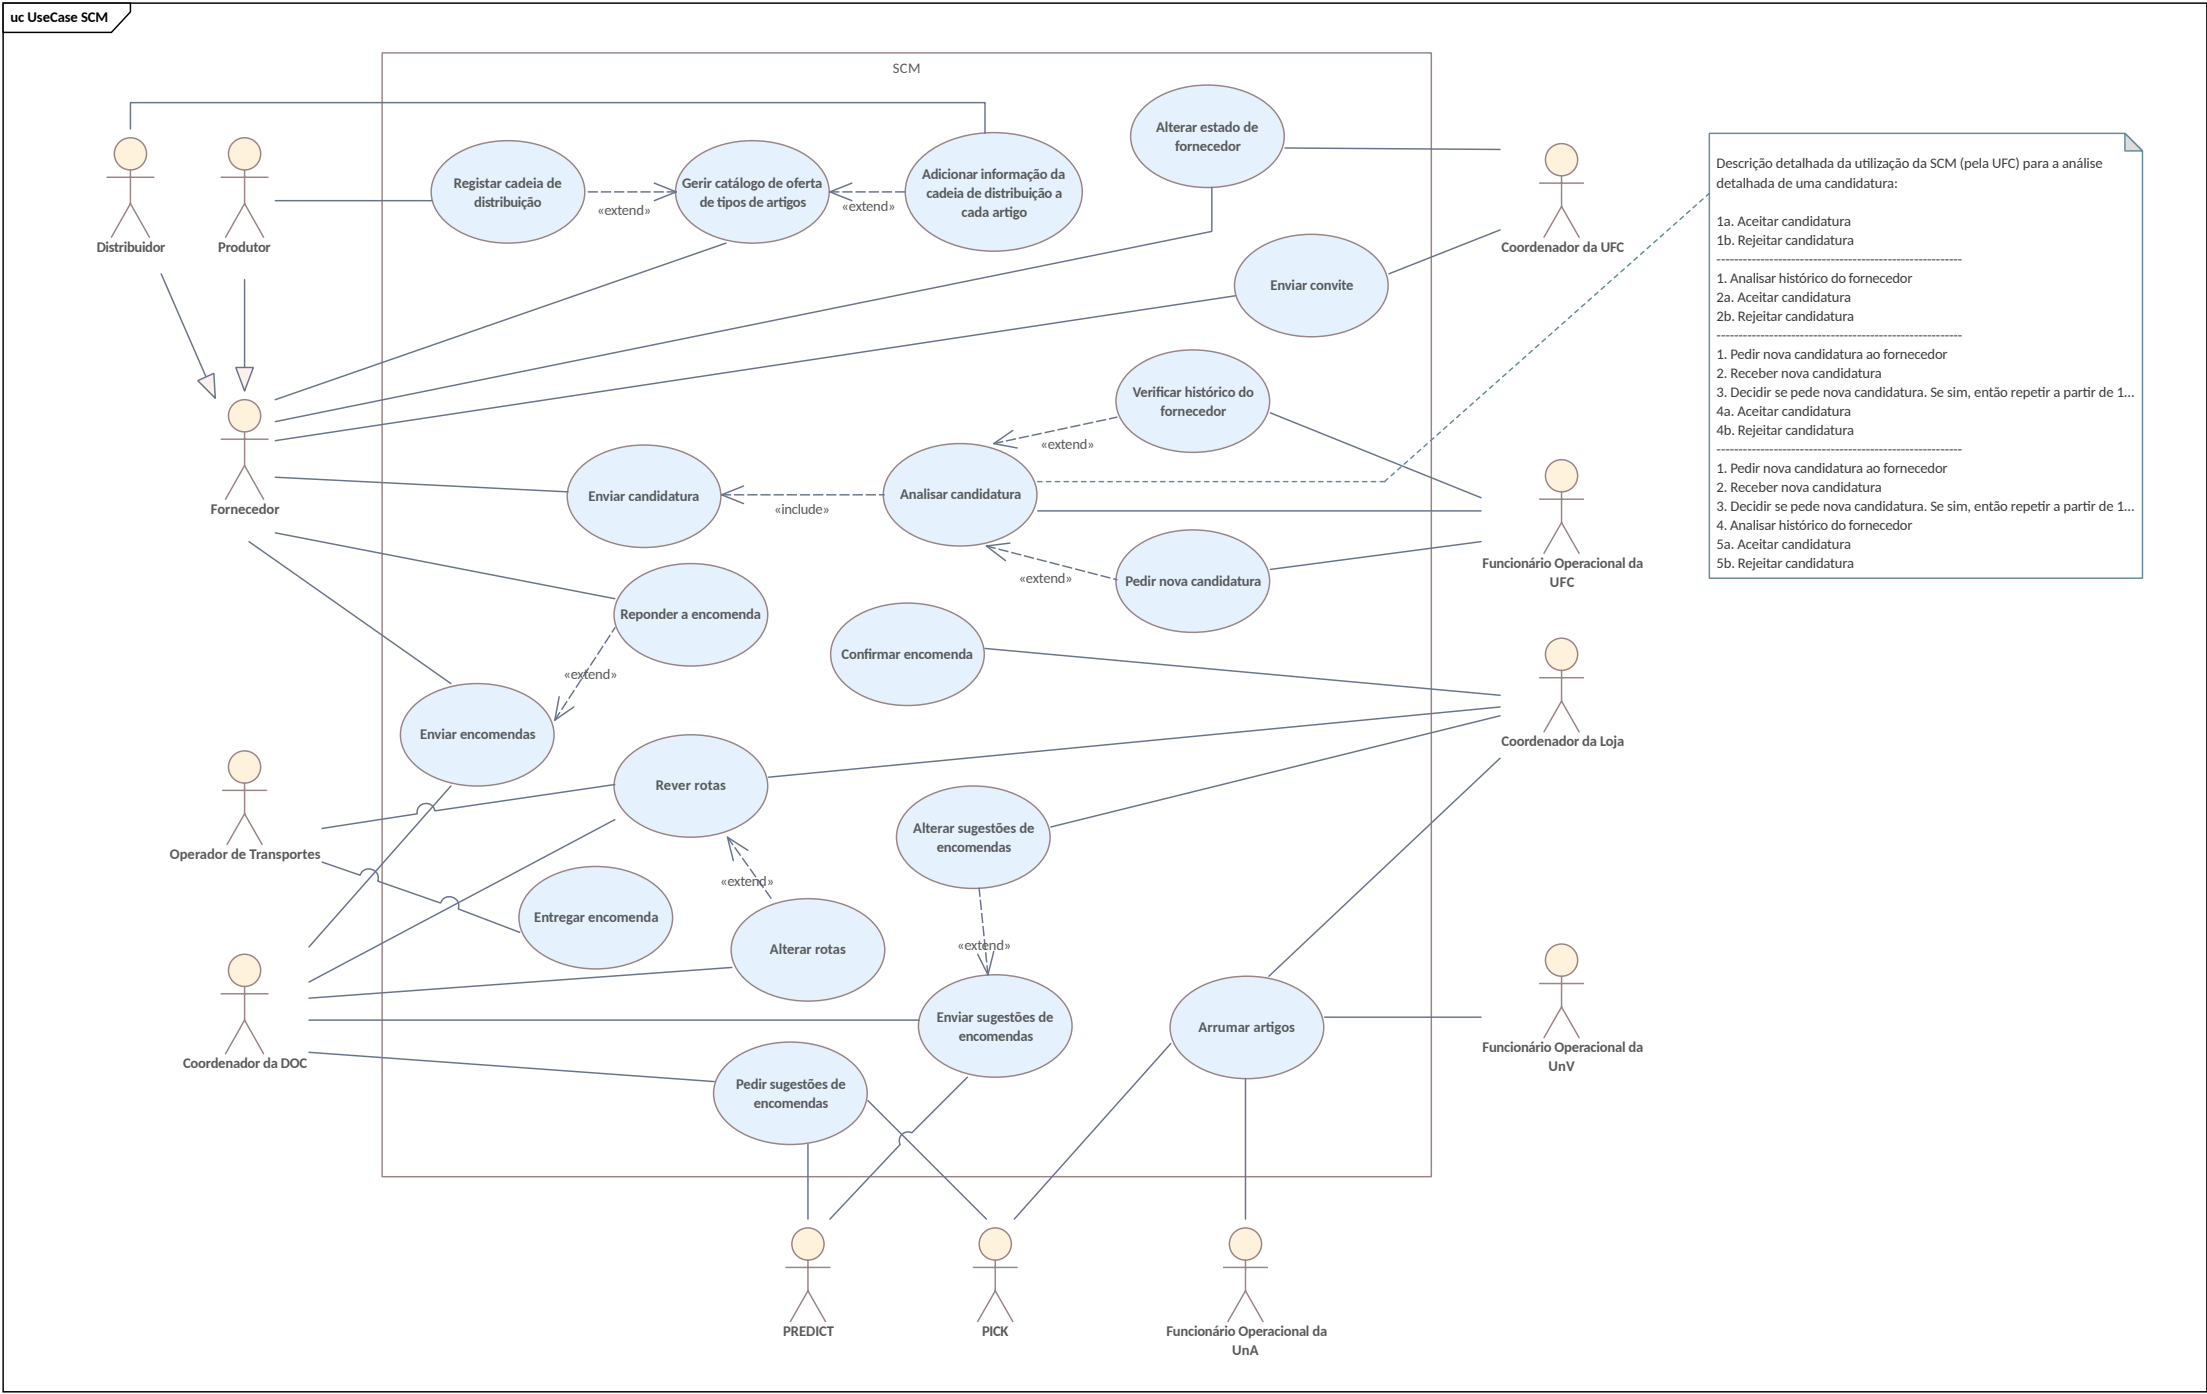 uc UseCase SCM
SCM
Alterar estado de
fornecedor
Registar cadeia de
distribuição
«extend»
Gerir catálogo de oferta
de tipos de artigos
«extend»
Adicionar informação da
cadeia de distribuição a
cada artigo
Distribuidor
Produtor
Coordenador da UFC
Enviar convite
Descrição detalhada da utilização da SCM (pela UFC) para a análise
detalhada de uma candidatura:
1a. Aceitar candidatura
1b. Rejeitar candidatura
--------------------------------------------------------
1. Analisar histórico do fornecedor
2a. Aceitar candidatura
2b. Rejeitar candidatura
--------------------------------------------------------
1. Pedir nova candidatura ao fornecedor
2. Receber nova candidatura
3. Decidir se pede nova candidatura. Se sim, então repetir a partir de 1...
4a. Aceitar candidatura
4b. Rejeitar candidatura
--------------------------------------------------------
1. Pedir nova candidatura ao fornecedor
2. Receber nova candidatura
3. Decidir se pede nova candidatura. Se sim, então repetir a partir de 1...
4. Analisar histórico do fornecedor
5a. Aceitar candidatura
5b. Rejeitar candidatura
Verificar histórico do
fornecedor
«extend»
Fornecedor
Enviar candidatura
«include»
Analisar candidatura
«extend»
Pedir nova candidatura
Funcionário Operacional da
UFC
Reponder a encomenda
«extend»
Confirmar encomenda
Enviar encomendas
Coordenador da Loja
Rever rotas
Operador de Transportes
Alterar sugestões de
encomendas
«extend»
Entregar encomenda
Alterar rotas
«extend»
Coordenador da DOC
Enviar sugestões de
encomendas
Arrumar artigos
Funcionário Operacional da
UnV
Pedir sugestões de
encomendas
PREDICT
PICK
Funcionário Operacional da
UnA